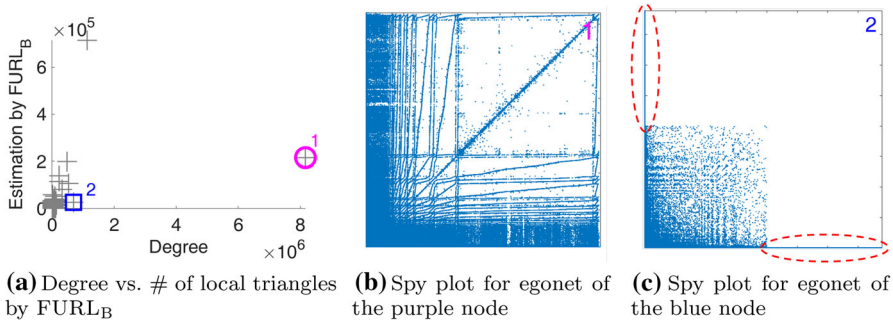 × 10^5
6
4
2
0
Estimation by FURL_B
1
2
0
2
4
6
8
Degree
× 10^6
1
2
(a) Degree vs. # of local triangles
by FURL_B
(b) Spy plot for egonet of
the purple node
(c) Spy plot for egonet of
the blue node